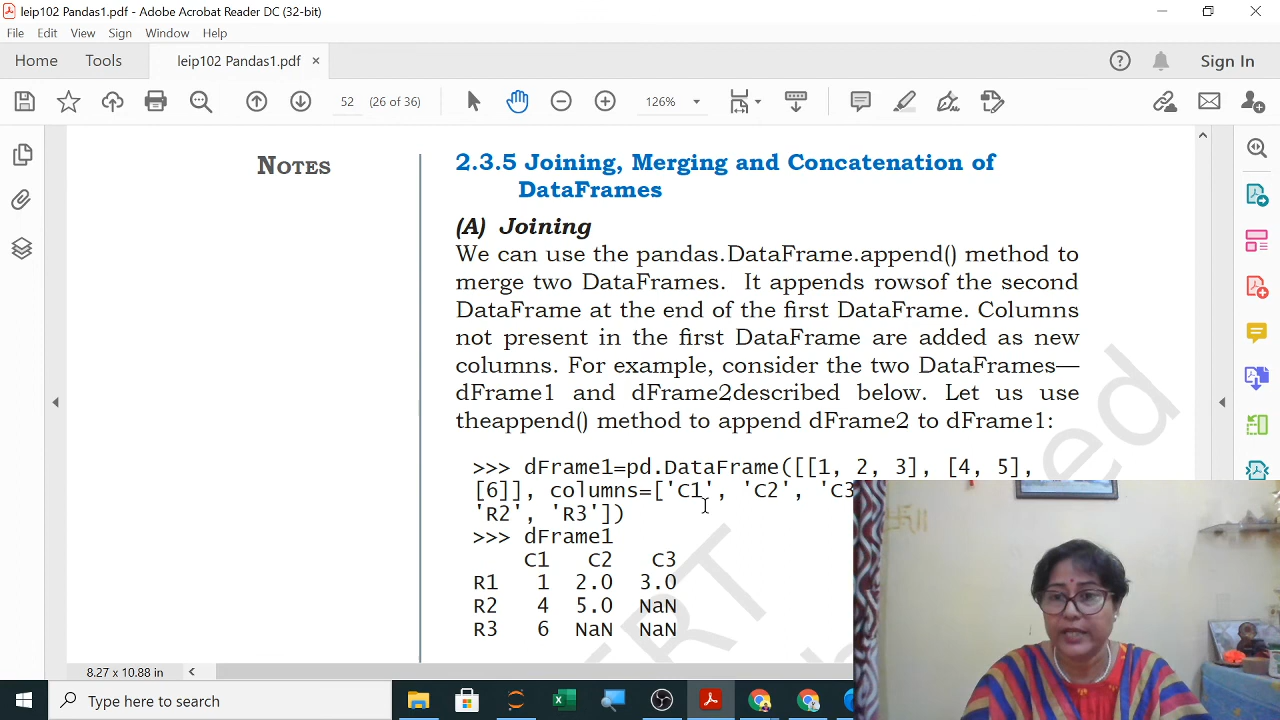 leip102 Pandas1.pdf - Adobe Acrobat Reader DC (32-bit)
File Edit View Sign Window Help
Home Tools leip102 Pandas1.pdf × Sign In
52 (26 of 36) 126%
NOTES
2.3.5 Joining, Merging and Concatenation of
DataFrames
(A) Joining
We can use the pandas.DataFrame.append() method to
merge two DataFrames. It appends rowsof the second
DataFrame at the end of the first DataFrame. Columns
not present in the first DataFrame are added as new
columns. For example, consider the two DataFrames—
dFrame1 and dFrame2described below. Let us use
theappend() method to append dFrame2 to dFrame1:
>>> dFrame1=pd.DataFrame([[1, 2, 3], [4, 5],
[6]], columns=['C1', 'C2', 'C3
'R2', 'R3'])
>>> dFrame1
C1 C2 C3
R1 1 2.0 3.0
R2 4 5.0 NaN
R3 6 NaN NaN
8.27 x 10.88 in
Type here to search